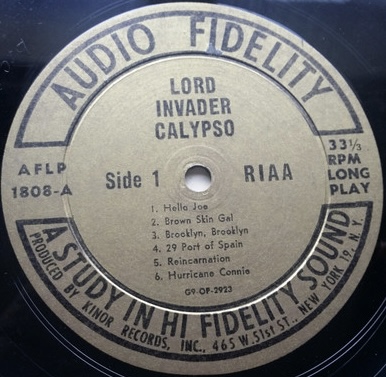 AUDIO FIDELITY
LORD
INVADER
CALYPSO
AFLP
1808-A
Side 1
RIAA
33⅓
RPM
LONG
PLAY
1. Hello Joe
2. Brown Skin Gal
3. Brooklyn, Brooklyn
4. 29 Port of Spain
5. Reincarnation
6. Hurricane Connie
G9-OP-2923
A STUDY IN HI FIDELITY SOUND
PRODUCED BY KINOR RECORDS, INC., 465 W. 51st ST., NEW YORK 19, N. Y.